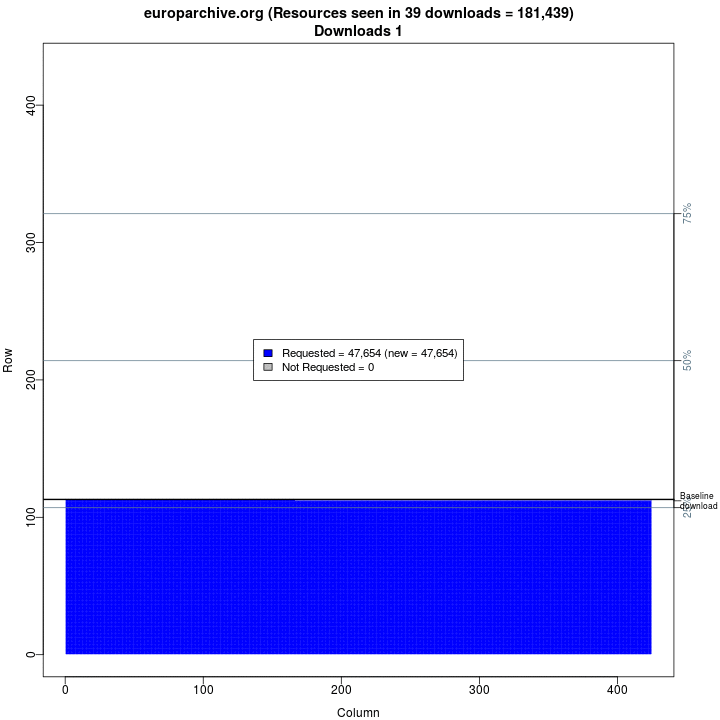 europarchive.org (Resources seen in 39 downloads = 181,439)
Downloads 1
Row
400
300
200
100
0
75%
50%
25%
Baseline
download
Requested = 47,654 (new = 47,654)
Not Requested = 0
0
100
200
300
400
Column